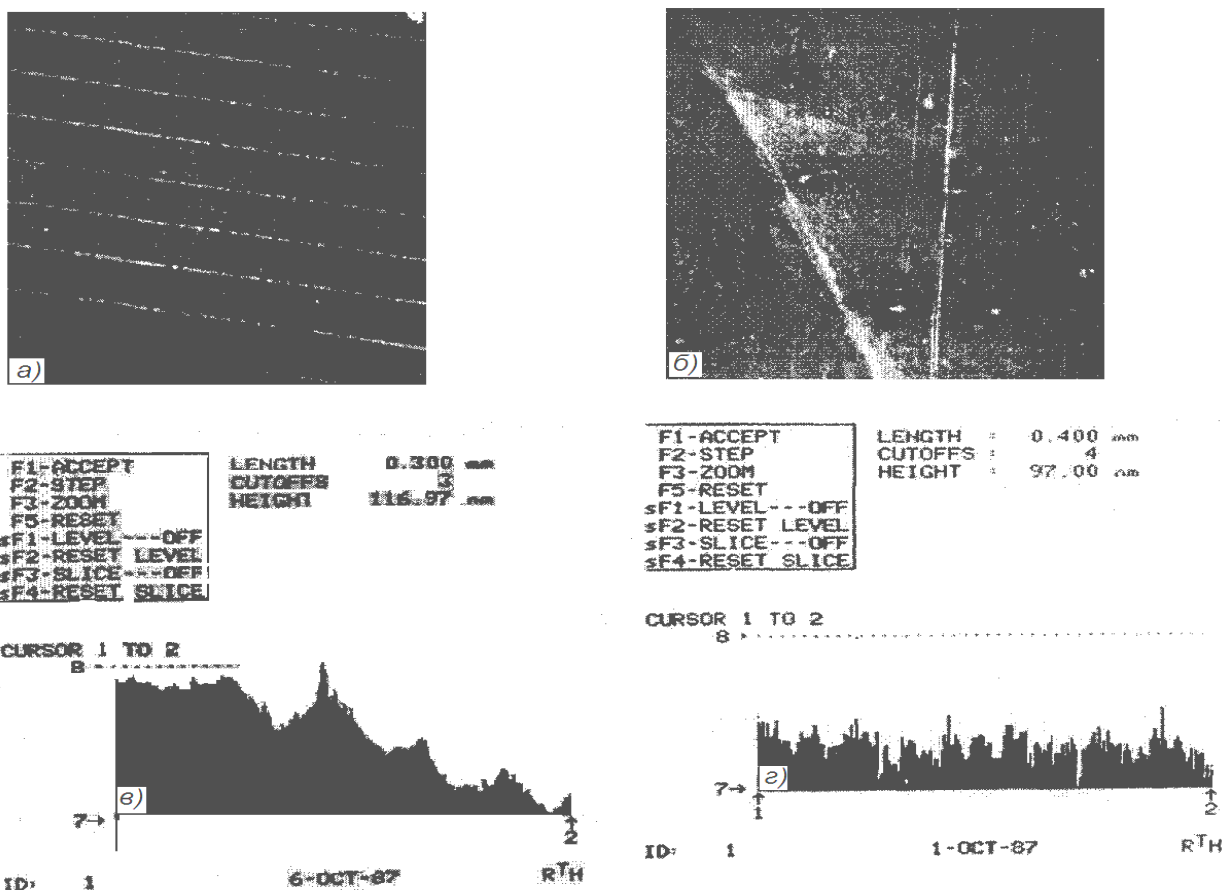 а)
б)
F1-ACCEPT
F2-STEP
F3-ZOOM
F5-RESET
sF1-LEVEL---OFF
sF2-RESET LEVEL
sF3-SLICE---OFF
sF4-RESET SLICE
LENGTH 0.300 mm
CUTOFFS 3
HEIGHT 116.97 nm
CURSOR 1 TO 2
8
в)
7→
2
ID: 1 6-OCT-87 RTH
F1-ACCEPT
F2-STEP
F3-ZOOM
F5-RESET
sF1-LEVEL---OFF
sF2-RESET LEVEL
sF3-SLICE---OFF
sF4-RESET SLICE
LENGTH : 0.400 mm
CUTOFFS : 4
HEIGHT : 97.00 nm
CURSOR 1 TO 2
8
г)
7→
1 2
ID: 1 1-OCT-87 RTH